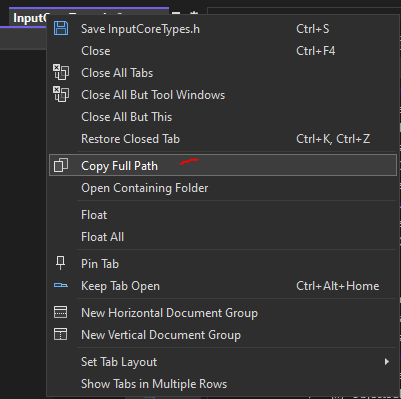 Save InputCoreTypes.h Ctrl+S
Close Ctrl+F4
Close All Tabs
Close All But Tool Windows
Close All But This
Restore Closed Tab Ctrl+K, Ctrl+Z
Copy Full Path
Open Containing Folder
Float
Float All
Pin Tab
Keep Tab Open Ctrl+Alt+Home
New Horizontal Document Group
New Vertical Document Group
Set Tab Layout
Show Tabs in Multiple Rows